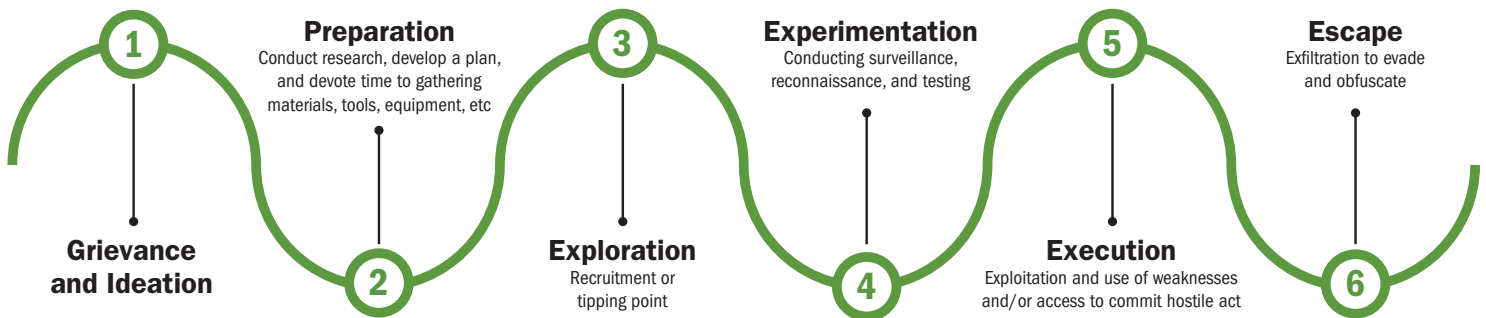 1
Grievance
and Ideation
Preparation
Conduct research, develop a plan,
and devote time to gathering
materials, tools, equipment, etc
2
3
Exploration
Recruitment or
tipping point
Experimentation
Conducting surveillance,
reconnaissance, and testing
4
5
Execution
Exploitation and use of weaknesses
and/or access to commit hostile act
Escape
Exfiltration to evade
and obfuscate
6